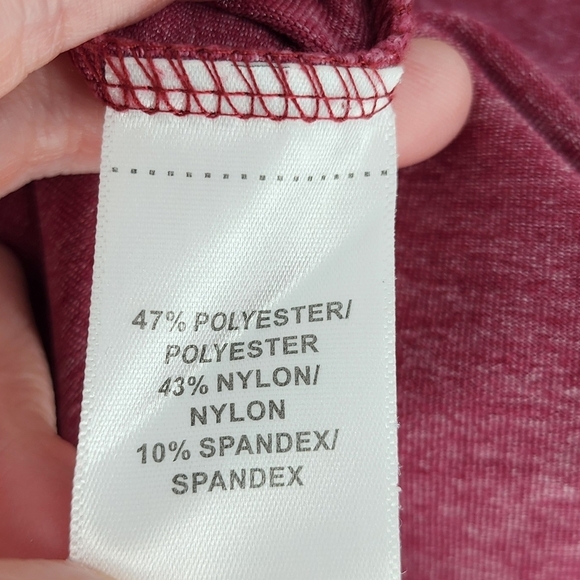 47% POLYESTER/
POLYESTER
43% NYLON/
NYLON
10% SPANDEX/
SPANDEX